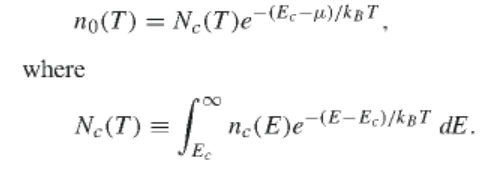 n₀(T) = N_c(T)e^{-(E_c-μ)/k_BT},
where
N_c(T) ≡ ∫_{E_c}^{∞} n_c(E)e^{-(E-E_c)/k_BT} dE.